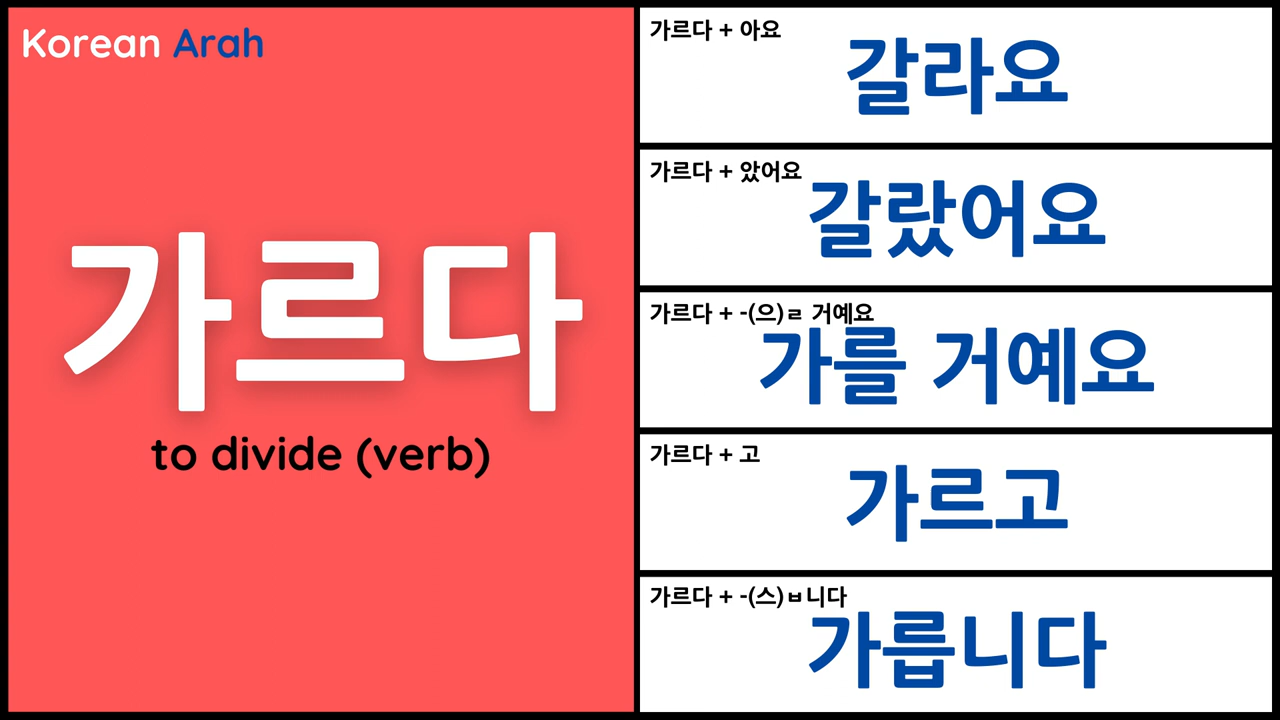 Korean Arah
가르다
to divide (verb)
가르다 + 아요
갈라요
가르다 + 았어요
갈랐어요
가르다 + -(으)ㄹ 거예요
가를 거예요
가르다 + 고
가르고
가르다 + -(스)ㅂ니다
가릅니다